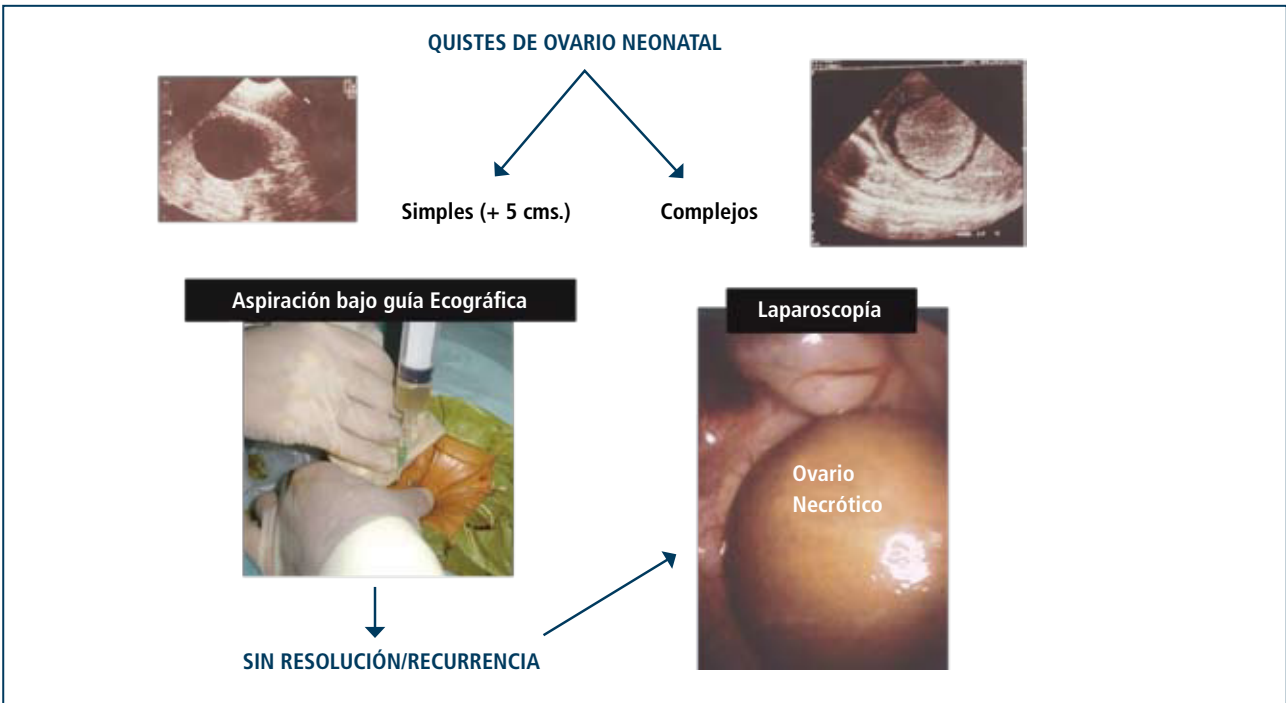 QUISTES DE OVARIO NEONATAL
Simples (+ 5 cms.)
Complejos
Aspiración bajo guía Ecográfica
Laparoscopía
Ovario
Necrótico
SIN RESOLUCIÓN/RECURRENCIA